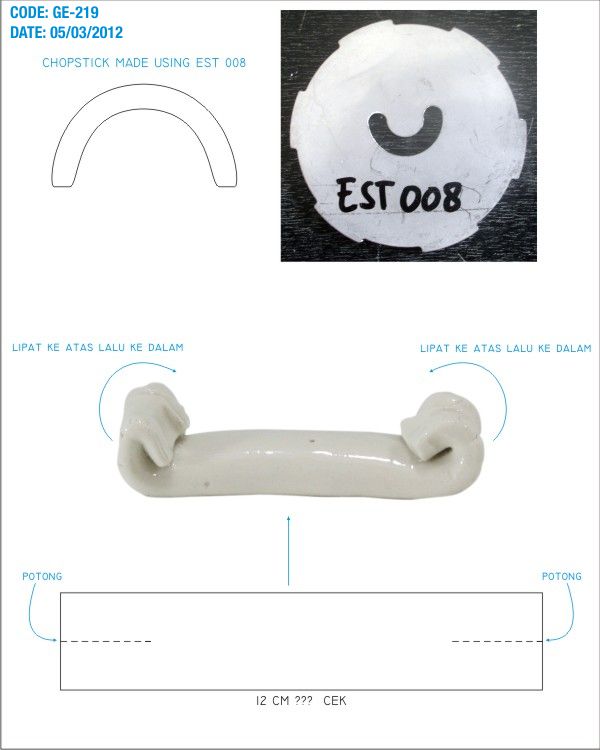 CODE: GE-219
DATE: 05/03/2012
CHOPSTICK MADE USING EST 008
EST 008
LIPAT KE ATAS LALU KE DALAM
LIPAT KE ATAS LALU KE DALAM
POTONG
POTONG
12 CM ??? CEK